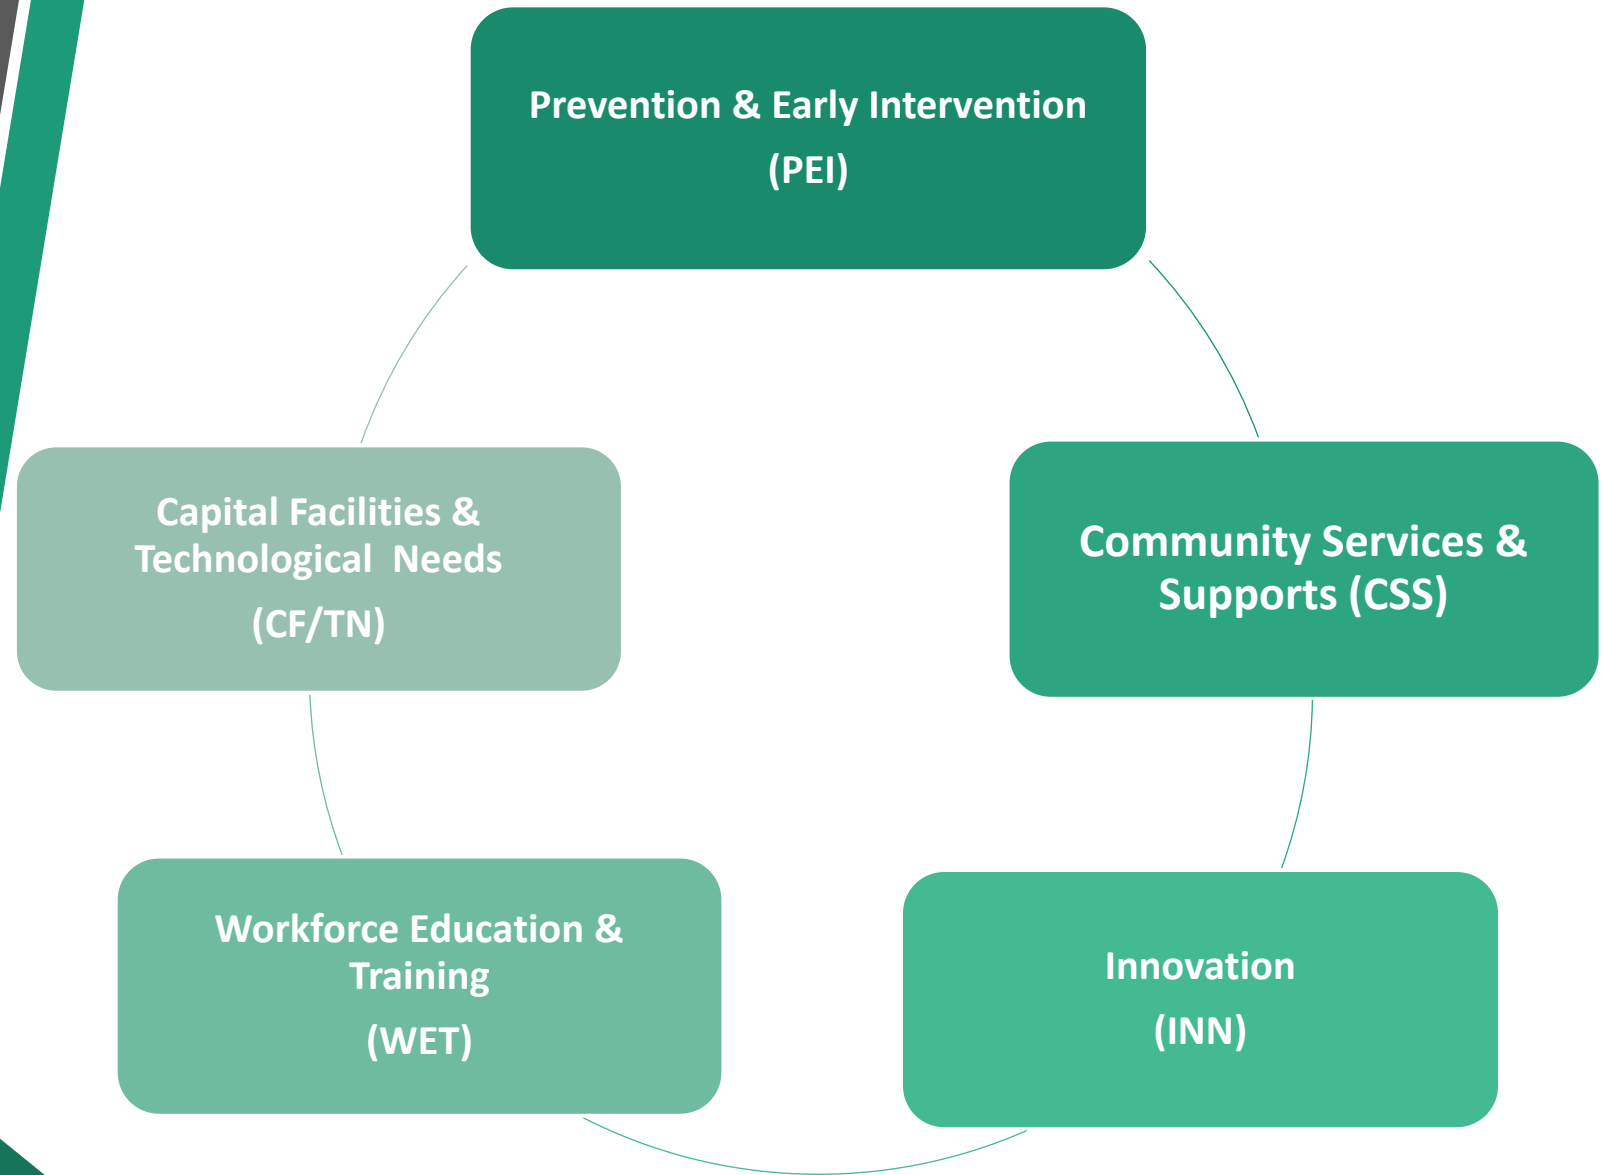 Prevention & Early Intervention
(PEI)
Community Services &
Supports (CSS)
Innovation
(INN)
Workforce Education &
Training
(WET)
Capital Facilities &
Technological  Needs
(CF/TN)